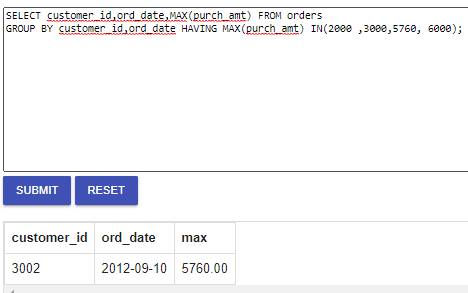 SELECT customer_id,ord_date,MAX(purch_amt) FROM orders
GROUP BY customer_id,ord_date HAVING MAX(purch_amt) IN(2000 ,3000,5760, 6000);
SUBMIT RESET
customer_id ord_date max
3002 2012-09-10 5760.00